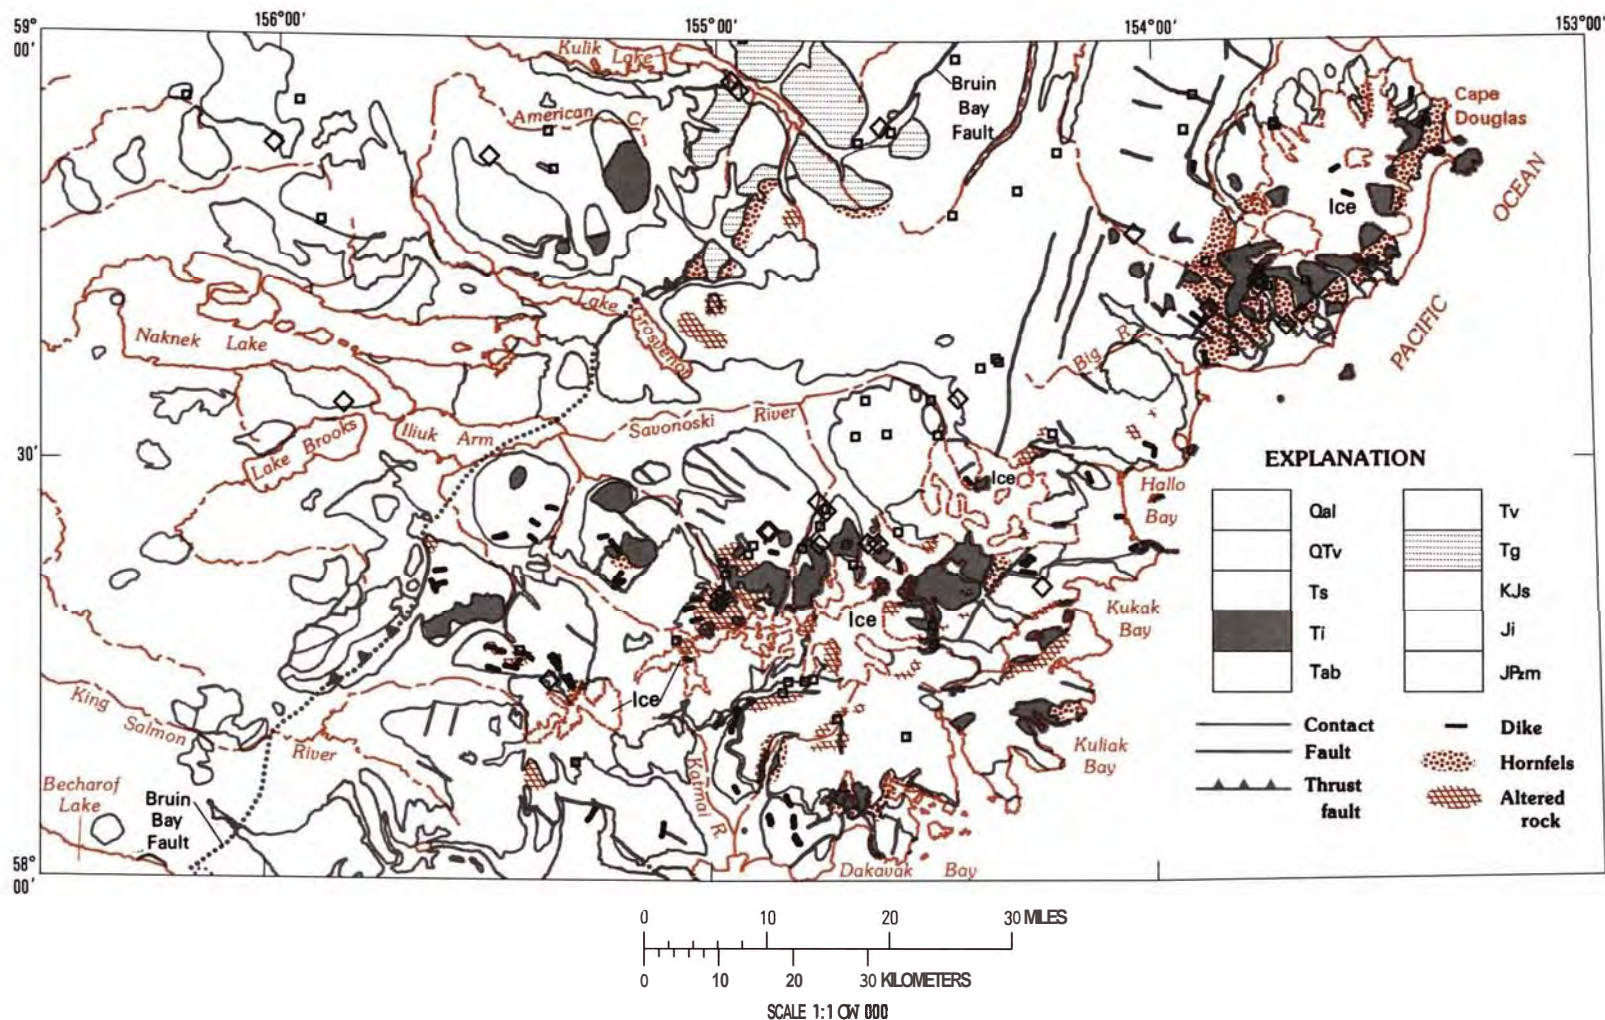 156°00'
155°00'
154°00'
153°00'
59°
00'
Kulik
Lake
Bruin
Bay
Fault
Cape
Douglas
American Cr
OCEAN
Ice
Lake Grosvenor
Naknek Lake
PACIFIC
Big R
Savonoski River
Iliuk Arm
Lake Brooks
30'
Ice
Hallo
Bay
EXPLANATION
Qal
QTv
Ts
Ti
Tab
Tv
Tg
KJs
Ji
JPzm
Contact
Fault
Thrust
fault
Dike
Hornfels
Altered
rock
Kukak
Bay
Ice
Ice
King
Salmon
River
Kuliak
Bay
Katmai R.
Becharof
Lake
Bruin
Bay
Fault
Dakavak Bay
58°
00'
0 10 20 30 MILES
0 10 20 30 KILOMETERS